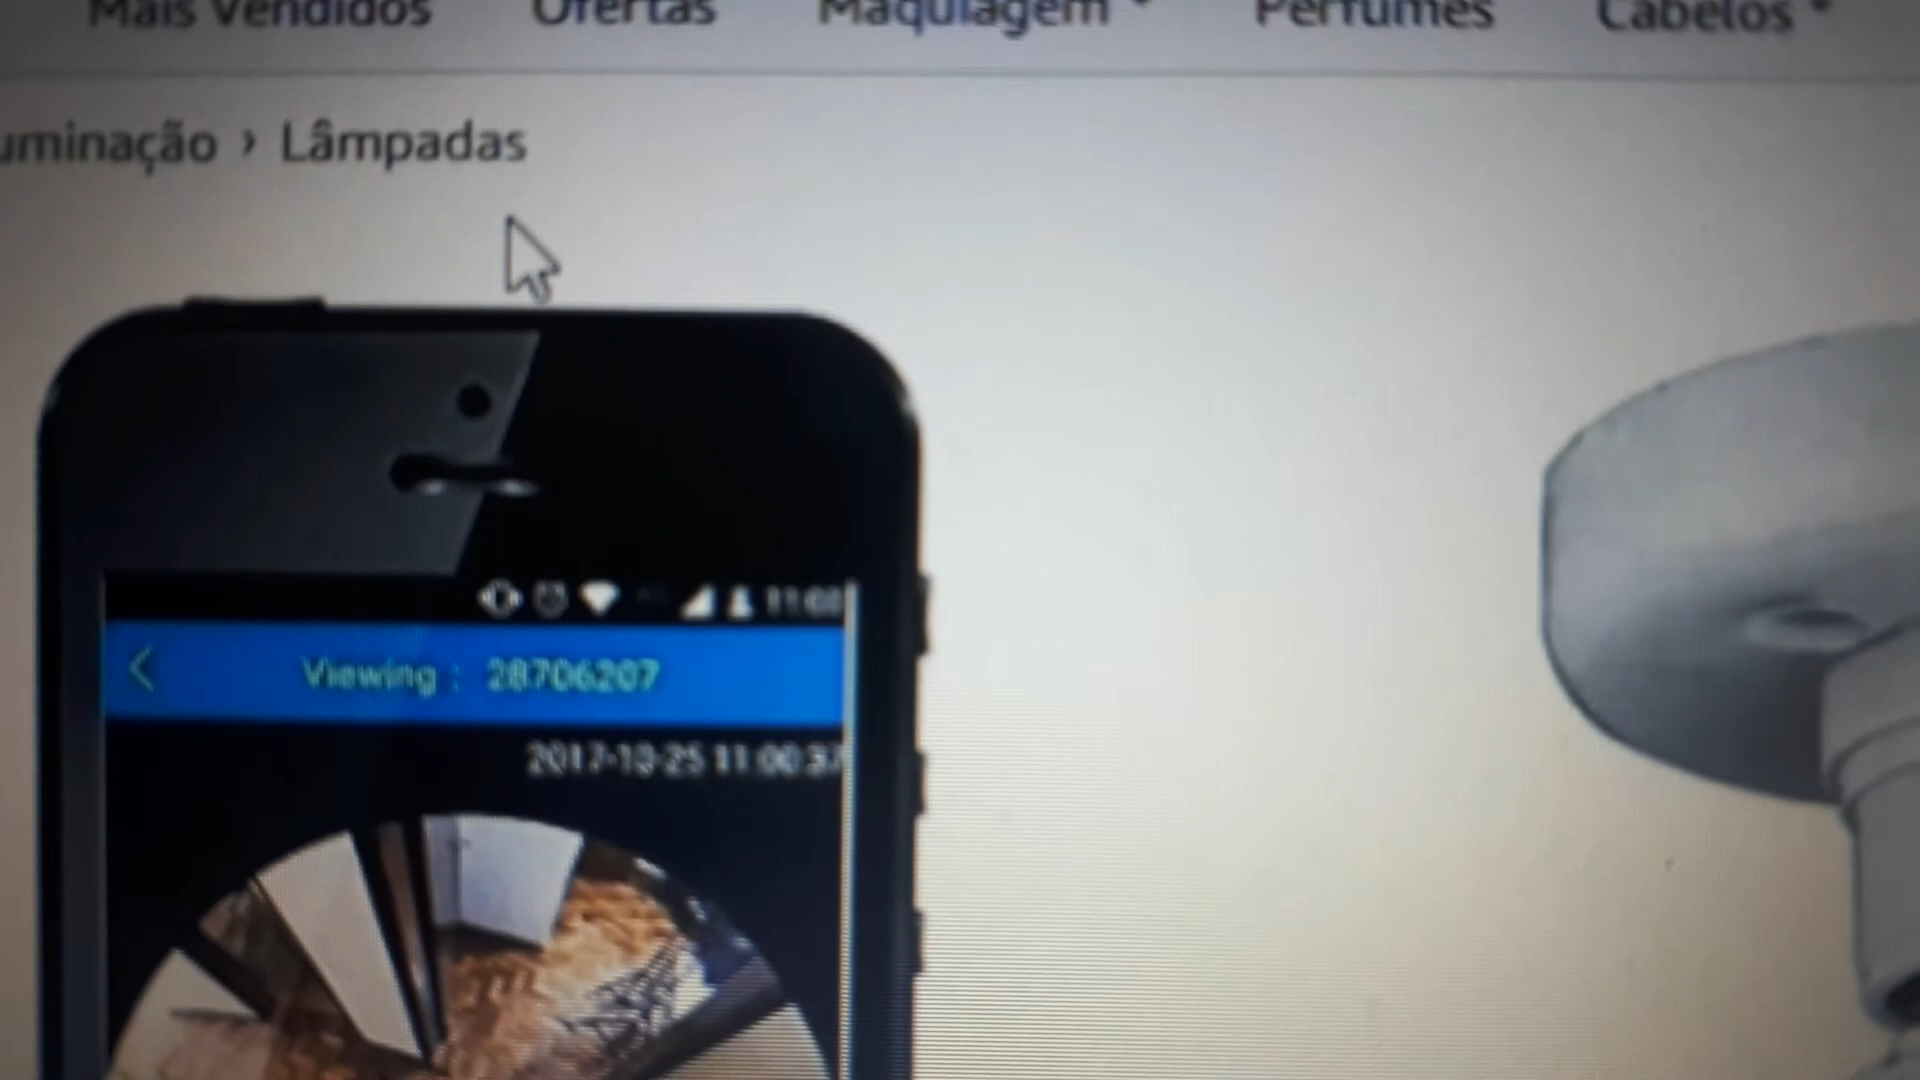 Mais Vendidos Ofertas Maquiagem Perfumes Cabelos
uminação › Lâmpadas
Viewing : 28706207
2017-10-25 11:00:37